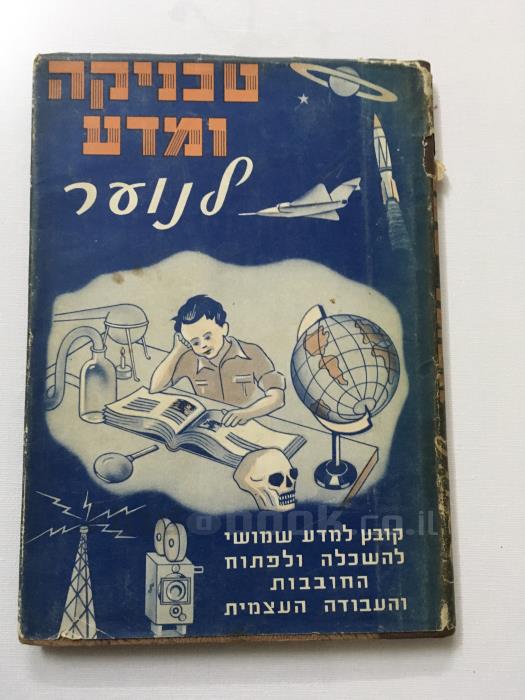 טכניקה
ומדע
לנוער
קובץ למדע שמושי
להשכלה ולפתוח
החובבות
והעבודה העצמית